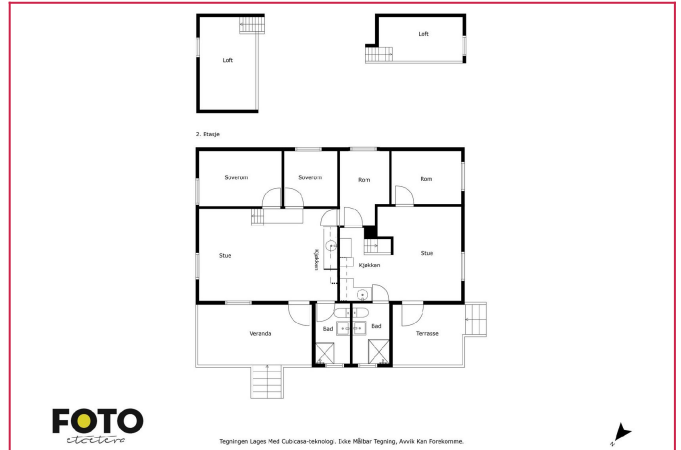 Loft
Loft
2. Etasje
Soverom
Soverom
Rom
Rom
Stue
Kjøkken
Kjøkken
Stue
Veranda
Bad
Bad
Terrasse
FOTO
etcetera
Tegningen Lages Med Cubicasa-teknologi. Ikke Målbar Tegning, Avvik Kan Forekomme.
N